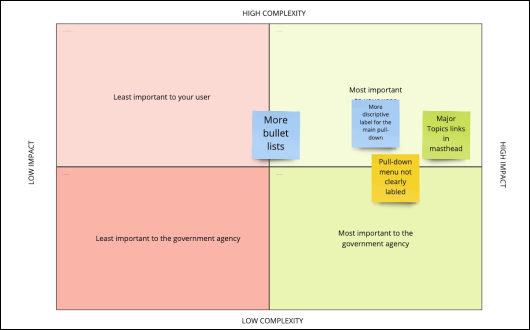 HIGH COMPLEXITY
Least important to your user
Most important
More
discriptive
label for the
main pull-
down
More
bullet
lists
Major
Topics links
in
masthead
LOW IMPACT
HIGH IMPACT
Pull-down
menu not
clearly
labled
Least important to the government agency
Most important to the
government agency
LOW COMPLEXITY